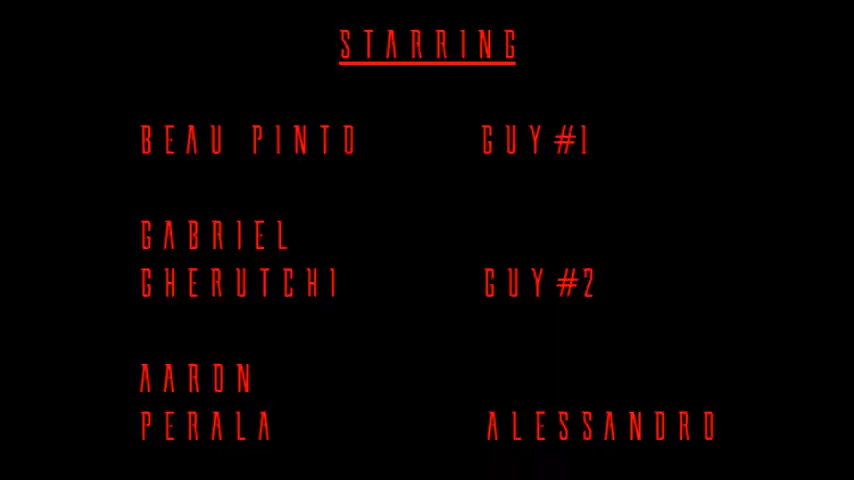 STARRING
BEAU PINTO GUY#1
GABRIEL
GHERUTCHI GUY#2
AARON
PERALA ALESSANDRO